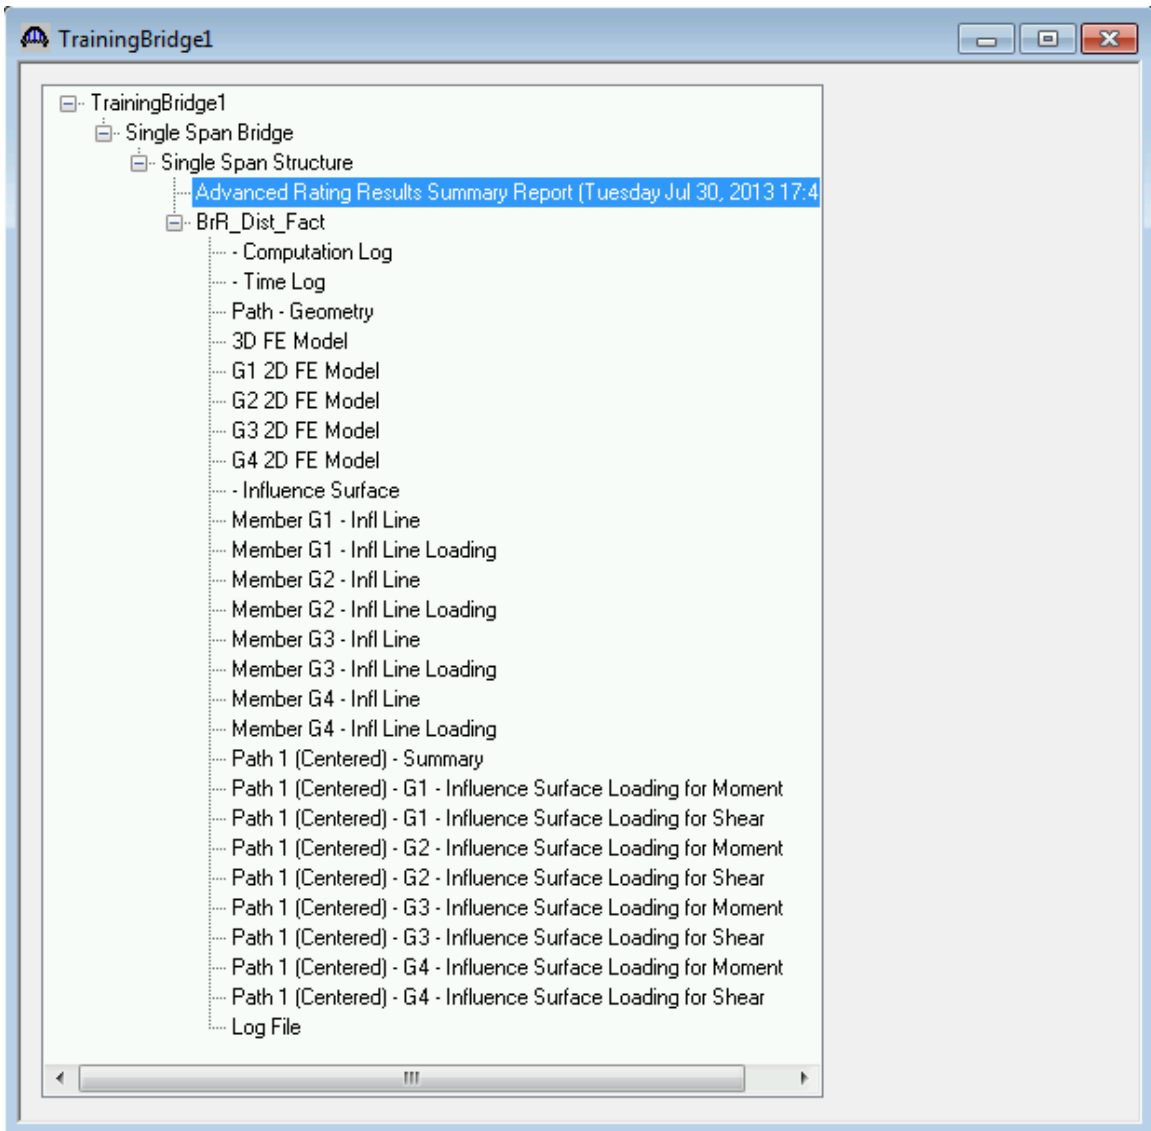 TrainingBridge1
TrainingBridge1
Single Span Bridge
Single Span Structure
Advanced Rating Results Summary Report (Tuesday Jul 30, 2013 17:4
BrR_Dist_Fact
- Computation Log
- Time Log
Path - Geometry
3D FE Model
G1 2D FE Model
G2 2D FE Model
G3 2D FE Model
G4 2D FE Model
- Influence Surface
Member G1 - Infl Line
Member G1 - Infl Line Loading
Member G2 - Infl Line
Member G2 - Infl Line Loading
Member G3 - Infl Line
Member G3 - Infl Line Loading
Member G4 - Infl Line
Member G4 - Infl Line Loading
Path 1 (Centered) - Summary
Path 1 (Centered) - G1 - Influence Surface Loading for Moment
Path 1 (Centered) - G1 - Influence Surface Loading for Shear
Path 1 (Centered) - G2 - Influence Surface Loading for Moment
Path 1 (Centered) - G2 - Influence Surface Loading for Shear
Path 1 (Centered) - G3 - Influence Surface Loading for Moment
Path 1 (Centered) - G3 - Influence Surface Loading for Shear
Path 1 (Centered) - G4 - Influence Surface Loading for Moment
Path 1 (Centered) - G4 - Influence Surface Loading for Shear
Log File